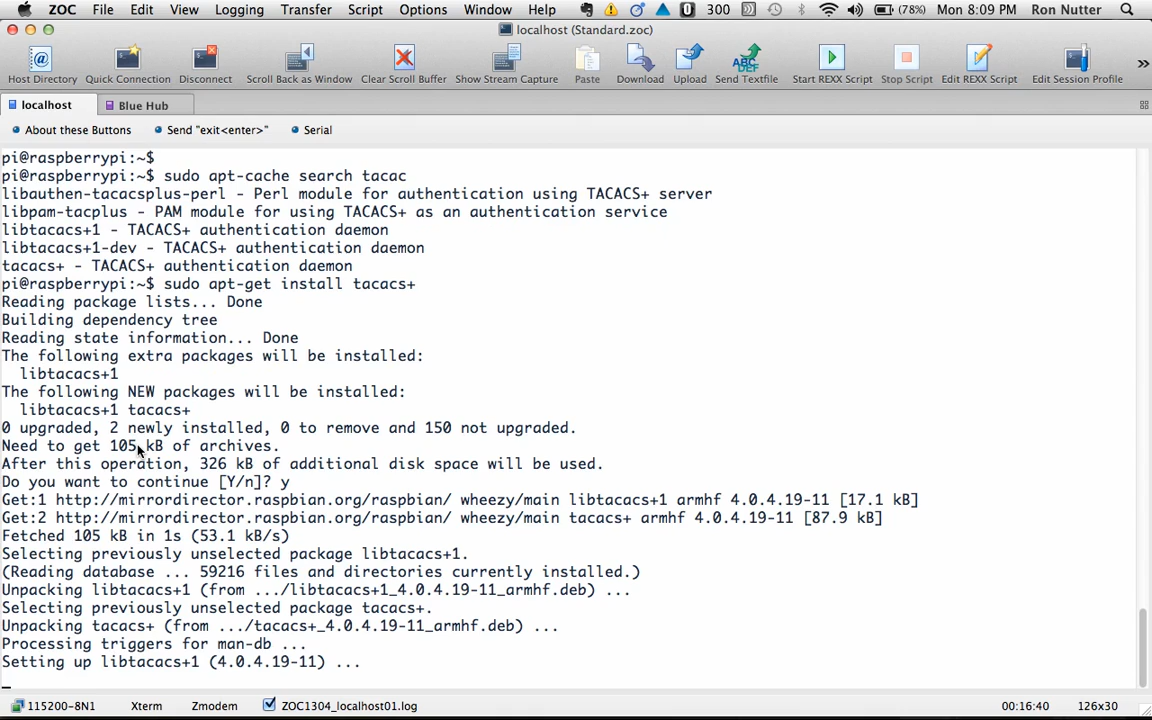 ZOC File Edit View Logging Transfer Script Options Window Help 300 (78%) Mon 8:09 PM Ron Nutter
localhost (Standard.zoc)
Host Directory Quick Connection Disconnect Scroll Back as Window Clear Scroll Buffer Show Stream Capture Paste Download Upload Send Textfile Start REXX Script Stop Script Edit REXX Script Edit Session Profile
localhost Blue Hub
About these Buttons Send "exit<enter>" Serial
pi@raspberrypi:~$
pi@raspberrypi:~$ sudo apt-cache search tacac
libauthen-tacacsplus-perl - Perl module for authentication using TACACS+ server
libpam-tacplus - PAM module for using TACACS+ as an authentication service
libtacacs+1 - TACACS+ authentication daemon
libtacacs+1-dev - TACACS+ authentication daemon
tacacs+ - TACACS+ authentication daemon
pi@raspberrypi:~$ sudo apt-get install tacacs+
Reading package lists... Done
Building dependency tree
Reading state information... Done
The following extra packages will be installed:
libtacacs+1
The following NEW packages will be installed:
libtacacs+1 tacacs+
0 upgraded, 2 newly installed, 0 to remove and 150 not upgraded.
Need to get 105 kB of archives.
After this operation, 326 kB of additional disk space will be used.
Do you want to continue [Y/n]? y
Get:1 http://mirrordirector.raspbian.org/raspbian/ wheezy/main libtacacs+1 armhf 4.0.4.19-11 [17.1 kB]
Get:2 http://mirrordirector.raspbian.org/raspbian/ wheezy/main tacacs+ armhf 4.0.4.19-11 [87.9 kB]
Fetched 105 kB in 1s (53.1 kB/s)
Selecting previously unselected package libtacacs+1.
(Reading database ... 59216 files and directories currently installed.)
Unpacking libtacacs+1 (from .../libtacacs+1_4.0.4.19-11_armhf.deb) ...
Selecting previously unselected package tacacs+.
Unpacking tacacs+ (from .../tacacs+_4.0.4.19-11_armhf.deb) ...
Processing triggers for man-db ...
Setting up libtacacs+1 (4.0.4.19-11) ...
115200-8N1 Xterm Zmodem ZOC1304_localhost01.log 00:16:40 126x30